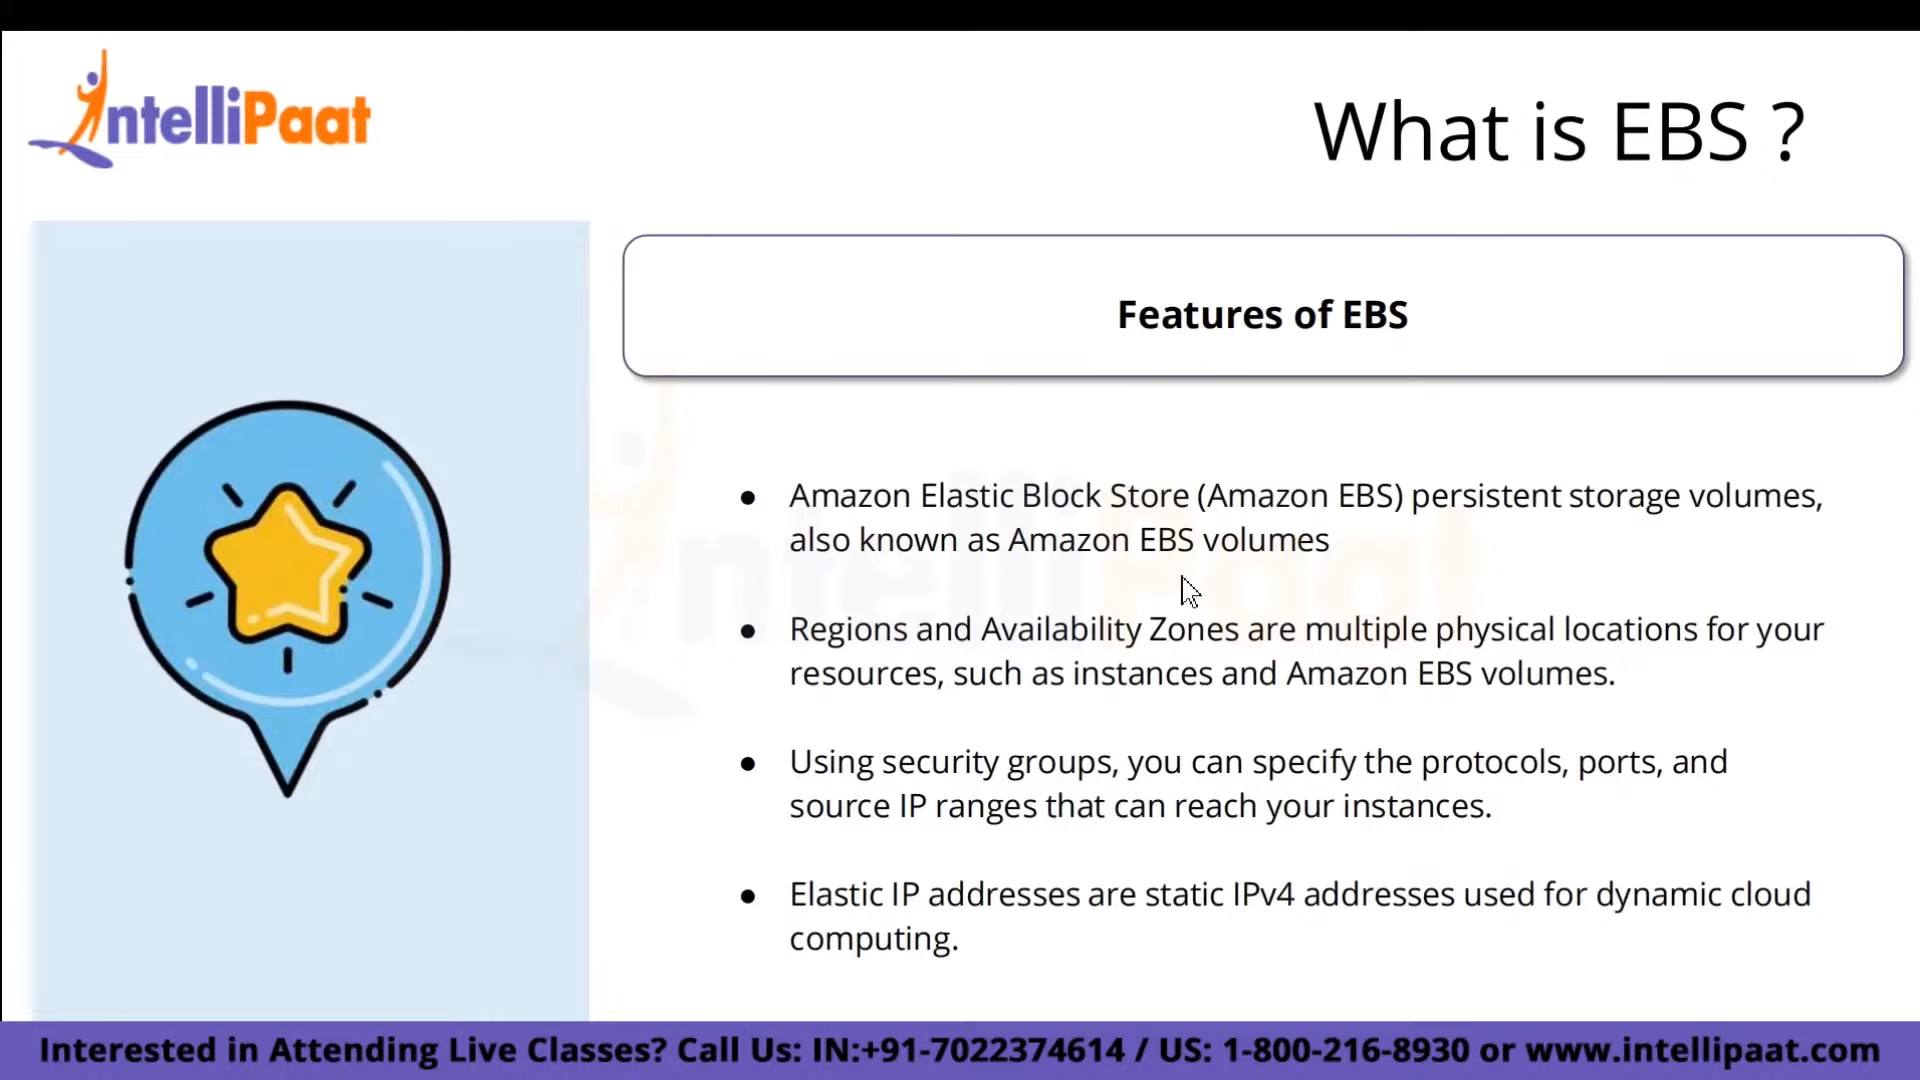 IntelliPaat
What is EBS ?
Features of EBS
● Amazon Elastic Block Store (Amazon EBS) persistent storage volumes,
also known as Amazon EBS volumes
● Regions and Availability Zones are multiple physical locations for your
resources, such as instances and Amazon EBS volumes.
● Using security groups, you can specify the protocols, ports, and
source IP ranges that can reach your instances.
● Elastic IP addresses are static IPv4 addresses used for dynamic cloud
computing.
Interested in Attending Live Classes? Call Us: IN:+91-7022374614 / US: 1-800-216-8930 or www.intellipaat.com